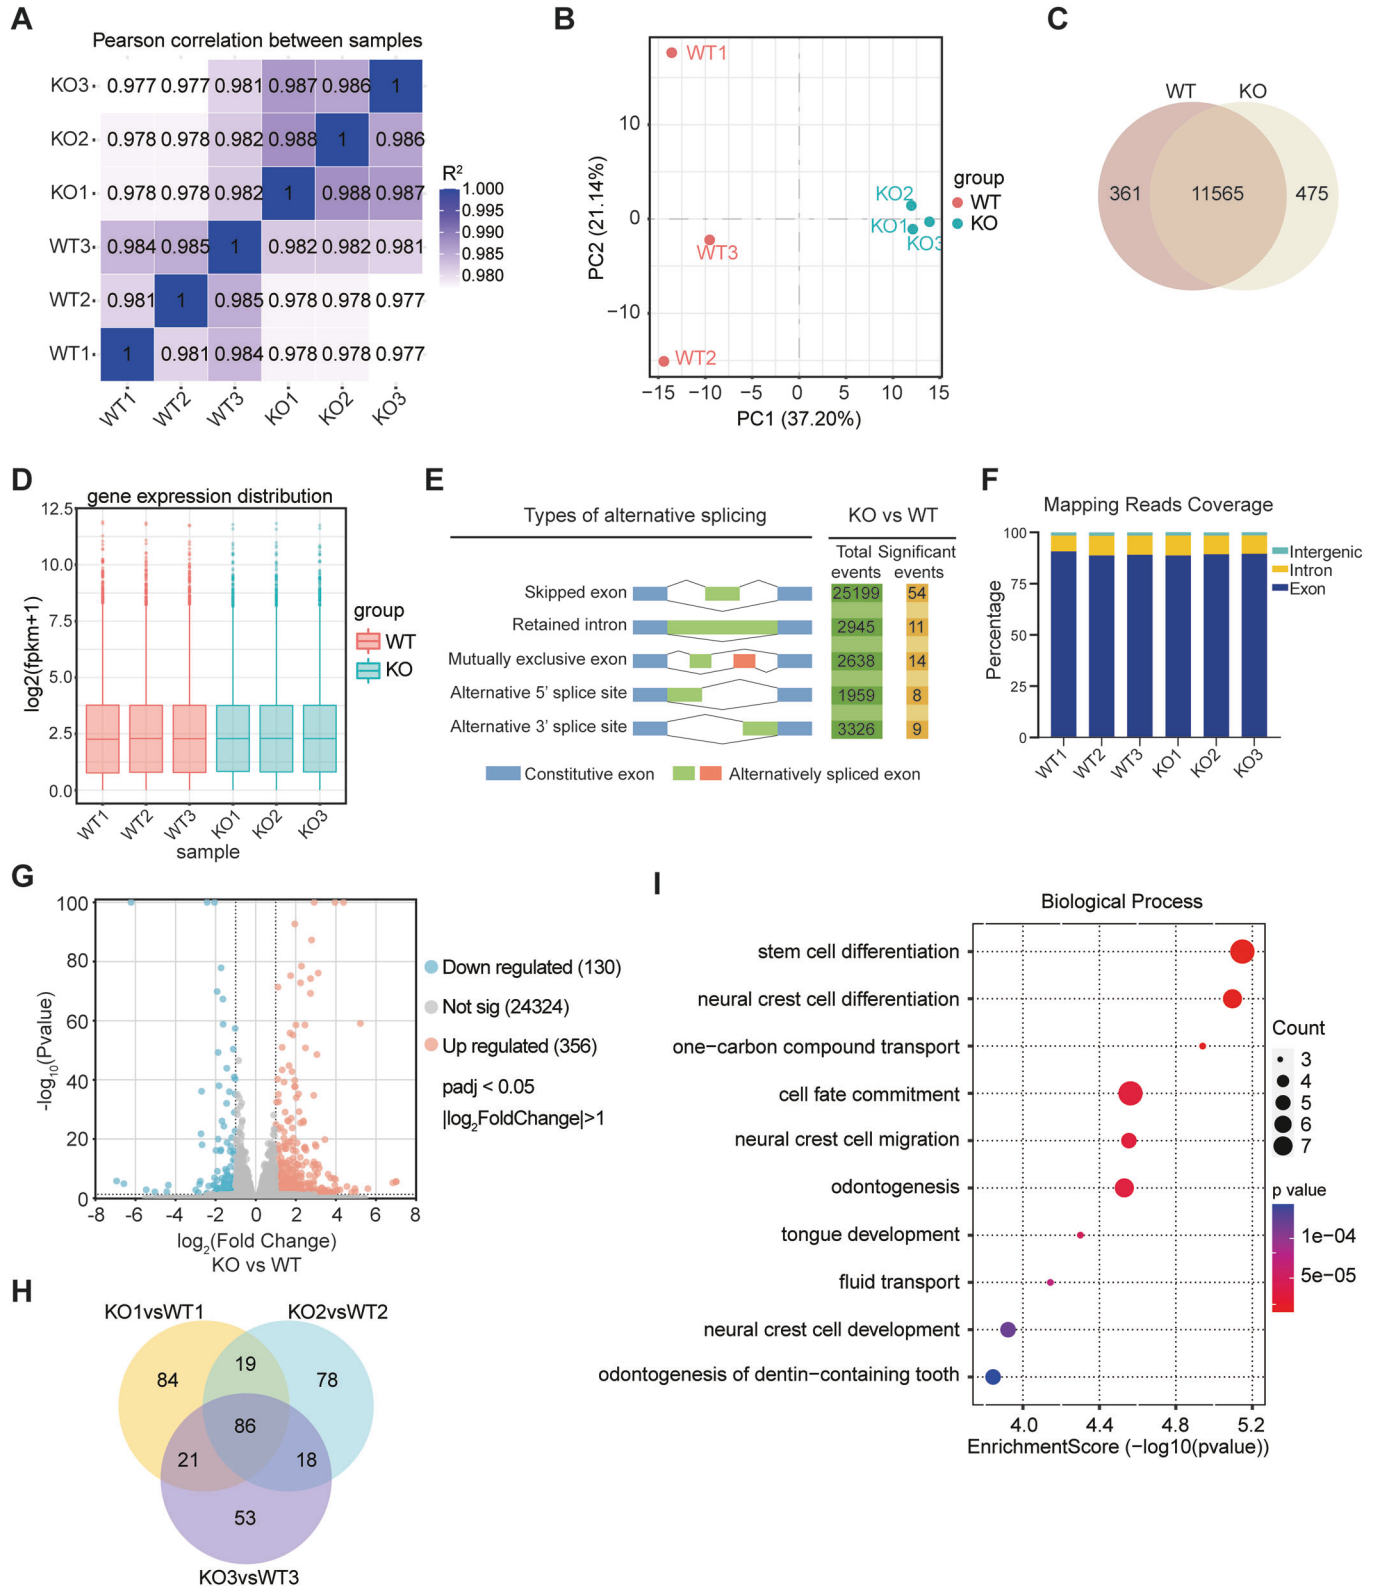 A
Pearson correlation between samples
KO3 0.977 0.977 0.981 0.987 0.986 1
KO2 0.978 0.978 0.982 0.988 1 0.986
KO1 0.978 0.978 0.982 1 0.988 0.987
WT3 0.984 0.985 1 0.982 0.982 0.981
WT2 0.981 1 0.985 0.978 0.978 0.977
WT1 1 0.981 0.984 0.978 0.978 0.977
WT1 WT2 WT3 KO1 KO2 KO3
R²
1.000
0.995
0.990
0.985
0.980
B
WT1
WT3
WT2
KO2
KO1
KO3
10
0
−10
PC2 (21.14%)
−15 −10 −5 0 5 10 15
PC1 (37.20%)
group
WT
KO
C
WT KO
361 11565 475
D
gene expression distribution
12.5
10.0
7.5
5.0
2.5
0.0
log2(fpkm+1)
WT1 WT2 WT3 KO1 KO2 KO3
sample
group
WT
KO
E
Types of alternative splicing KO vs WT
Total Significant
events events
Skipped exon 25199 54
Retained intron 2945 11
Mutually exclusive exon 2638 14
Alternative 5’ splice site 1959 8
Alternative 3’ splice site 3326 9
Constitutive exon Alternatively spliced exon
F
Mapping Reads Coverage
100
75
50
25
0
Percentage
WT1 WT2 WT3 KO1 KO2 KO3
Intergenic
Intron
Exon
G
100
80
60
40
20
0
-log₁₀(Pvalue)
-8 -6 -4 -2 0 2 4 6 8
log₂(Fold Change)
KO vs WT
Down regulated (130)
Not sig (24324)
Up regulated (356)
padj < 0.05
|log₂FoldChange|>1
H
KO1vsWT1 KO2vsWT2
19
84 78
86
21 18
53
KO3vsWT3
I
Biological Process
stem cell differentiation
neural crest cell differentiation
one−carbon compound transport
cell fate commitment
neural crest cell migration
odontogenesis
tongue development
fluid transport
neural crest cell development
odontogenesis of dentin−containing tooth
4.0 4.4 4.8 5.2
EnrichmentScore (−log10(pvalue))
Count
3
4
5
6
7
p value
1e−04
5e−05